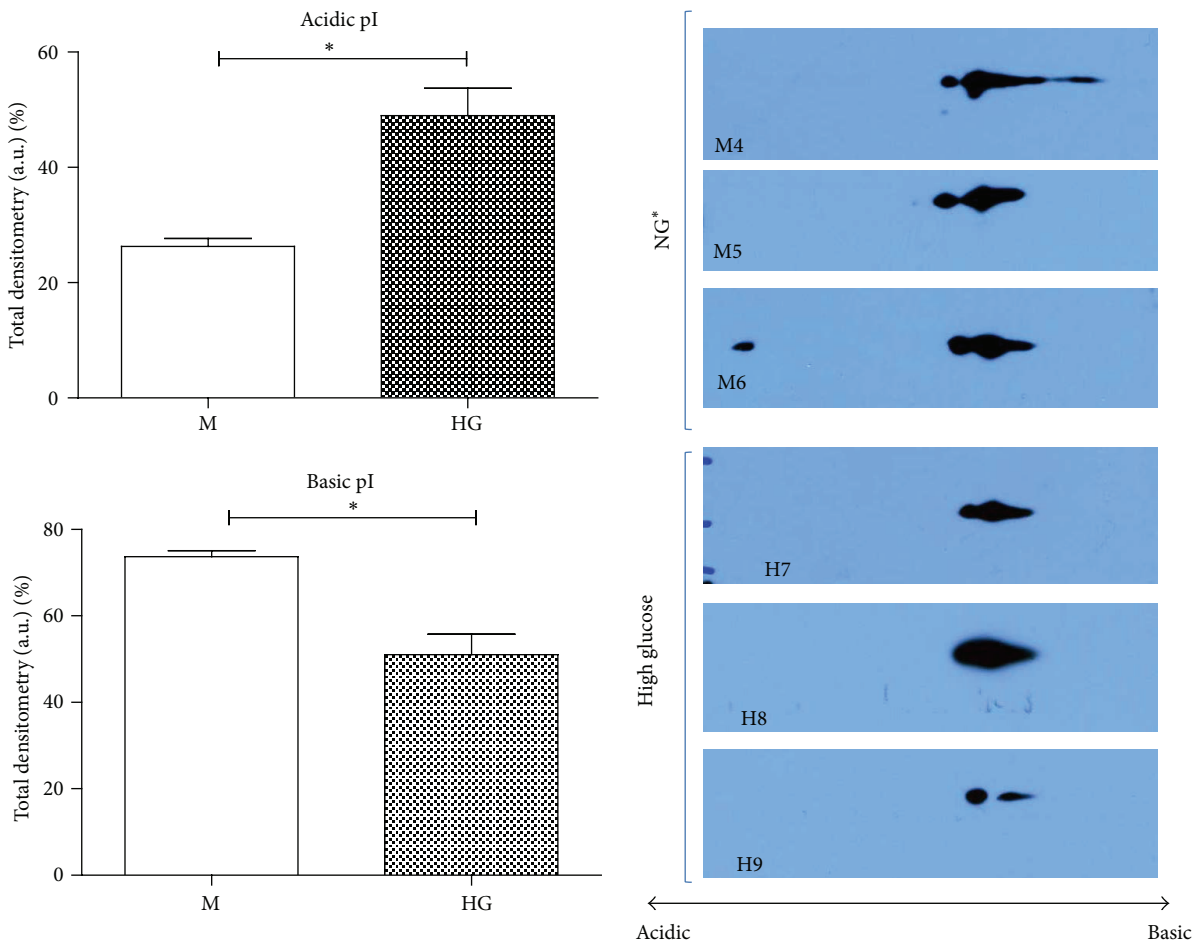 Acidic pI
*
60
40
20
0
Total densitometry (a.u.) (%)
M
HG
Basic pI
*
80
60
40
20
0
Total densitometry (a.u.) (%)
M
HG
NG*
M4
M5
M6
High glucose
H7
H8
H9
Acidic
Basic